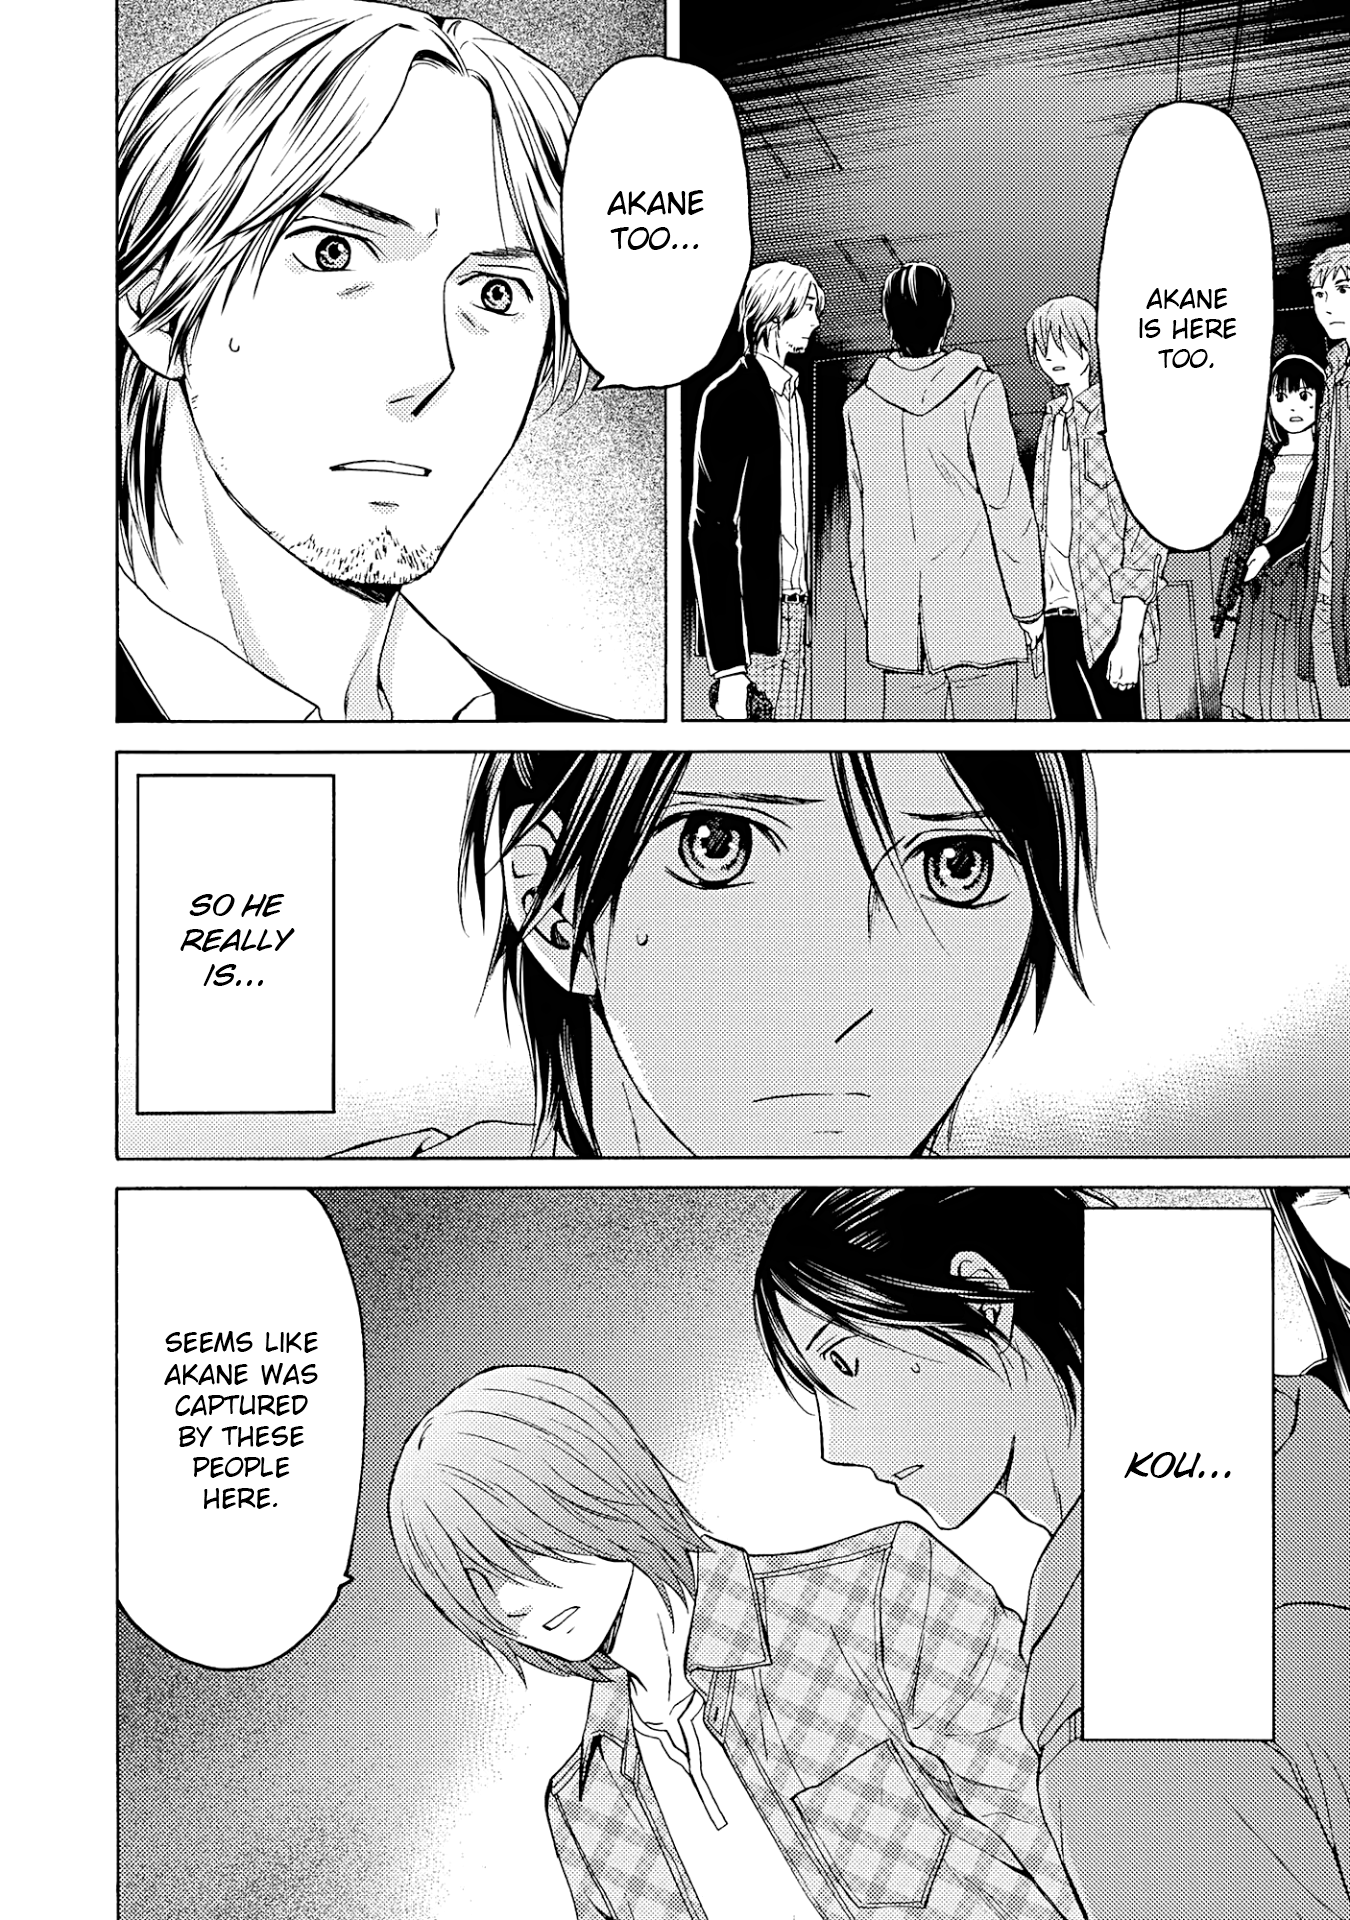 AKANE
IS HERE
TOO.
AKANE
TOO...
SO HE
REALLY
IS...
KOU...
SEEMS LIKE
AKANE WAS
CAPTURED
BY THESE
PEOPLE
HERE.